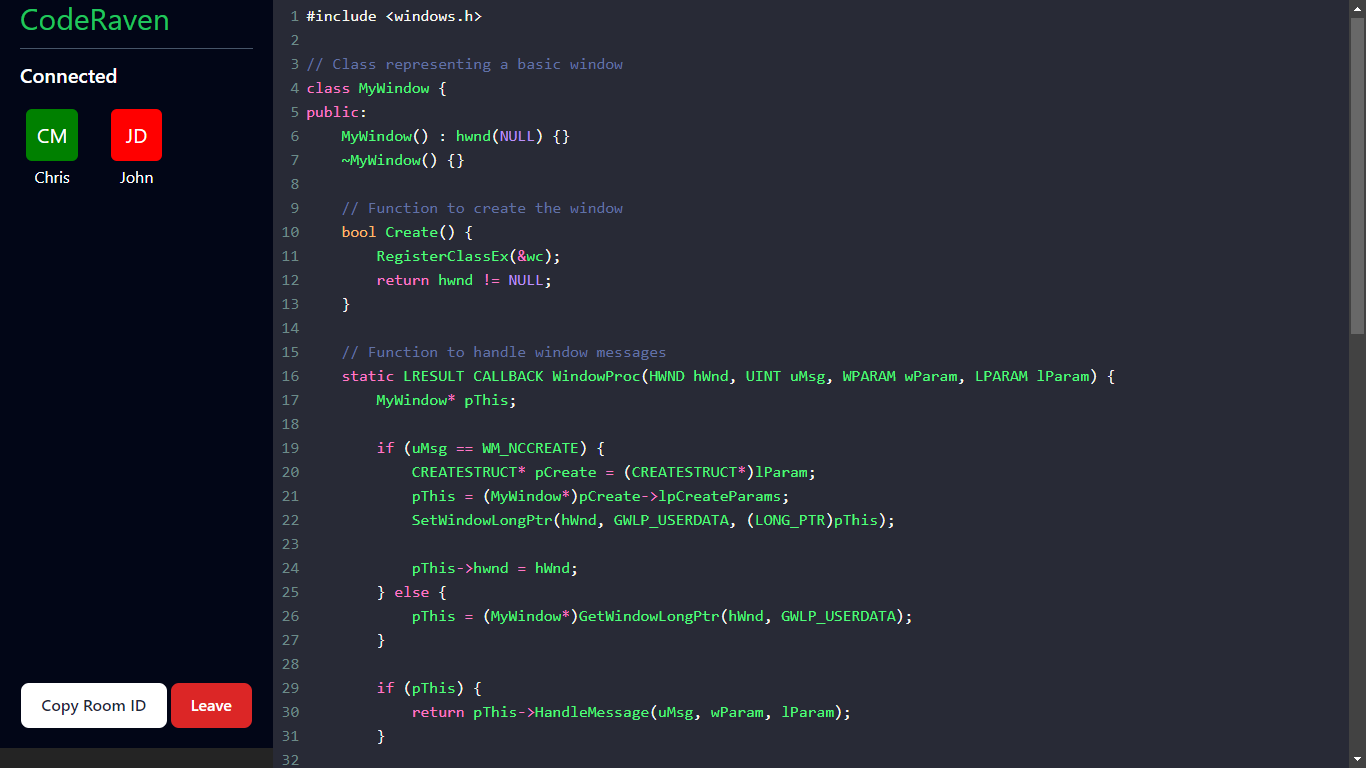 CodeRaven
Connected
CM
JD
Chris
John
Copy Room ID
Leave
1 #include <windows.h>
2
3 // Class representing a basic window
4 class MyWindow {
5 public:
6     MyWindow() : hwnd(NULL) {}
7     ~MyWindow() {}
8
9     // Function to create the window
10     bool Create() {
11         RegisterClassEx(&wc);
12         return hwnd != NULL;
13     }
14
15     // Function to handle window messages
16     static LRESULT CALLBACK WindowProc(HWND hWnd, UINT uMsg, WPARAM wParam, LPARAM lParam) {
17         MyWindow* pThis;
18
19         if (uMsg == WM_NCCREATE) {
20             CREATESTRUCT* pCreate = (CREATESTRUCT*)lParam;
21             pThis = (MyWindow*)pCreate->lpCreateParams;
22             SetWindowLongPtr(hWnd, GWLP_USERDATA, (LONG_PTR)pThis);
23
24             pThis->hwnd = hWnd;
25         } else {
26             pThis = (MyWindow*)GetWindowLongPtr(hWnd, GWLP_USERDATA);
27         }
28
29         if (pThis) {
30             return pThis->HandleMessage(uMsg, wParam, lParam);
31         }
32